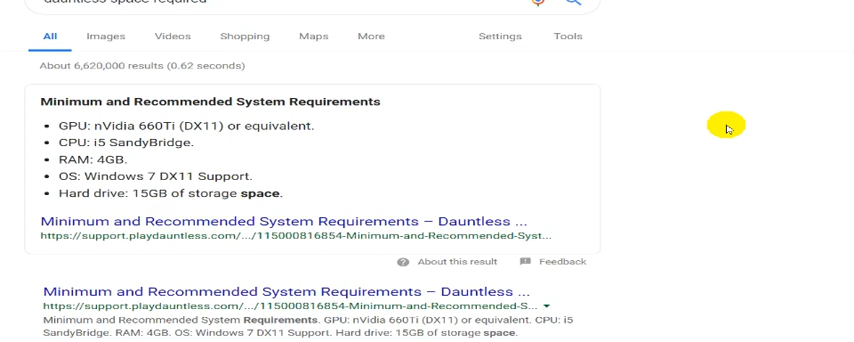 dauntless space required
All Images Videos Shopping Maps More Settings Tools
About 6,620,000 results (0.62 seconds)
Minimum and Recommended System Requirements
• GPU: nVidia 660Ti (DX11) or equivalent.
• CPU: i5 SandyBridge.
• RAM: 4GB.
• OS: Windows 7 DX11 Support.
• Hard drive: 15GB of storage space.
Minimum and Recommended System Requirements – Dauntless ...
https://support.playdauntless.com/.../115000816854-Minimum-and-Recommended-Syst...
About this result Feedback
Minimum and Recommended System Requirements – Dauntless ...
https://support.playdauntless.com/.../115000816854-Minimum-and-Recommended-S...
Minimum and Recommended System Requirements. GPU: nVidia 660Ti (DX11) or equivalent. CPU: i5
SandyBridge. RAM: 4GB. OS: Windows 7 DX11 Support. Hard drive: 15GB of storage space.